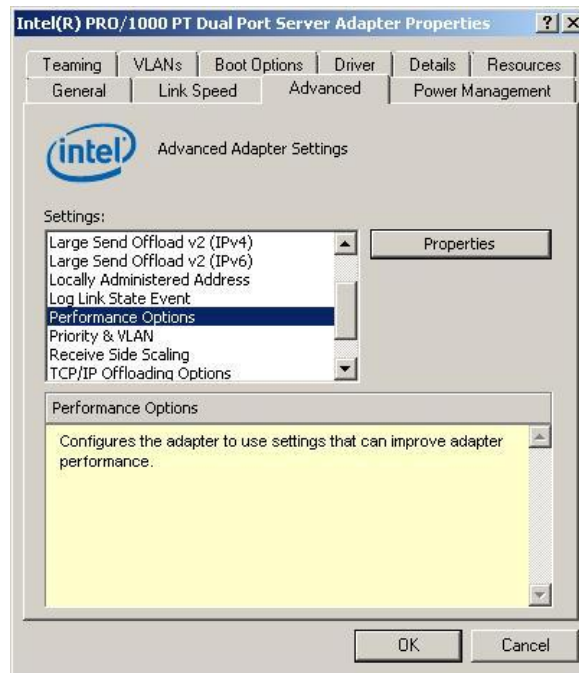 Intel(R) PRO/1000 PT Dual Port Server Adapter Properties
Teaming VLANs Boot Options Driver Details Resources
General Link Speed Advanced Power Management
intel Advanced Adapter Settings
Settings:
Large Send Offload v2 (IPv4)
Large Send Offload v2 (IPv6)
Locally Administered Address
Log Link State Event
Performance Options
Priority & VLAN
Receive Side Scaling
TCP/IP Offloading Options
Properties
Performance Options
Configures the adapter to use settings that can improve adapter
performance.
OK Cancel